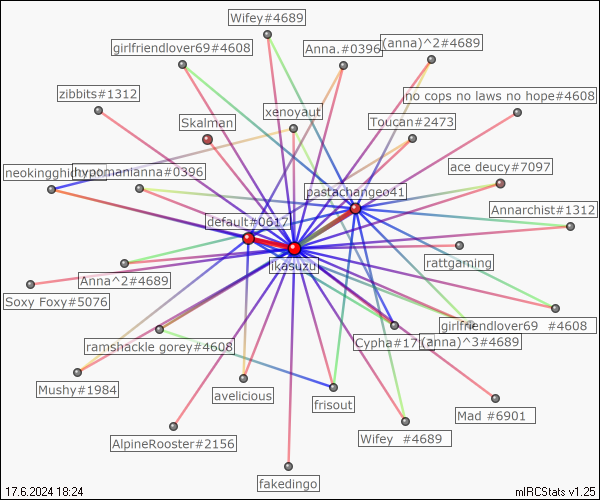 Wifey#4689
girlfriendlover69#4608
Anna.#0396
(anna)^2#4689
zibbits#1312
no cops no laws no hope#4608
xenoyaut
Skalman
Toucan#2473
neokingghid
hypomanianna#0396
ace deucy#7097
pastachangeo41
Annarchist#1312
default#0617
ikasuzu
rattgaming
Anna^2#4689
Soxy Foxy#5076
girlfriendlover69 #4608
ramshackle gorey#4608
Cypha#17
(anna)^3#4689
Mushy#1984
avelicious
frisout
Mad #6901
AlpineRooster#2156
Wifey #4689
fakedingo
17.6.2024 18:24
mIRCStats v1.25